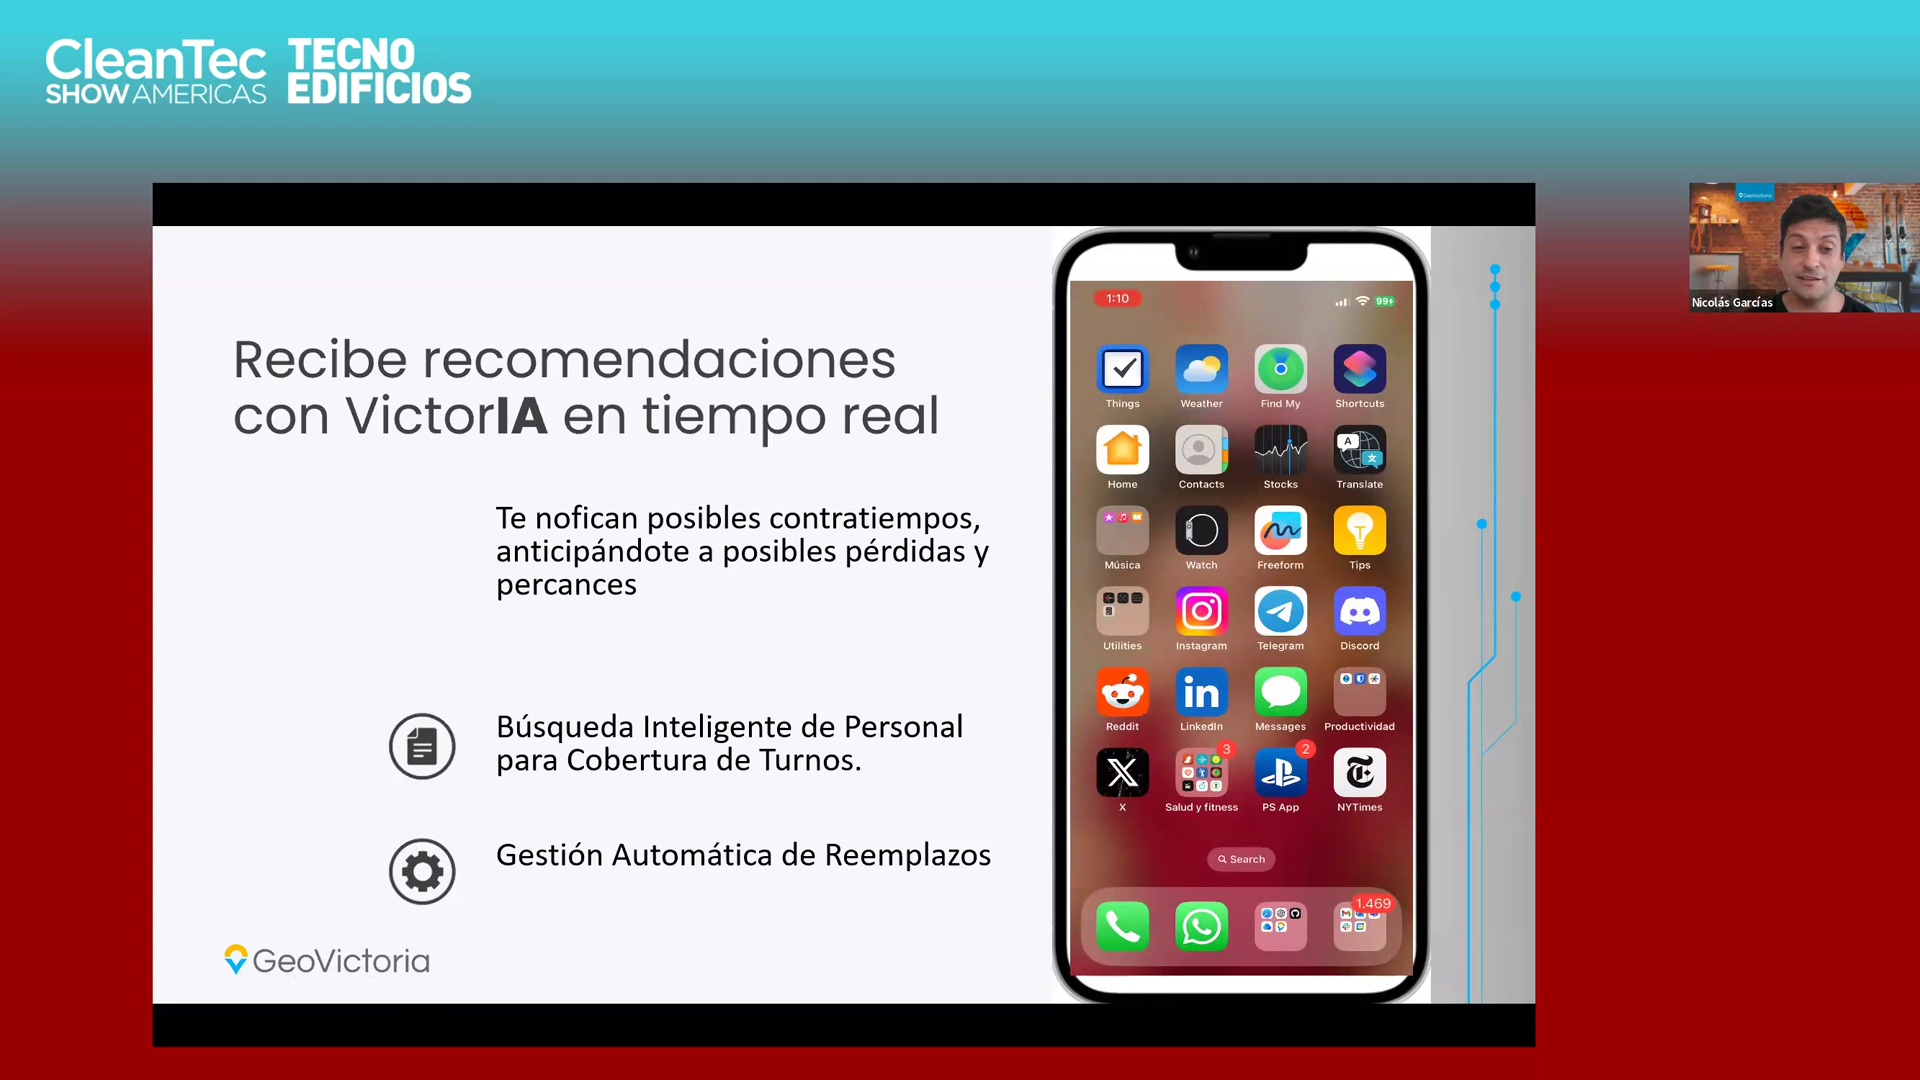 CleanTec
SHOW AMERICAS
TECNO
EDIFICIOS
GeoVictoria
Nicolás Garcías
Recibe recomendaciones
con VictorIA en tiempo real
Te nofican posibles contratiempos,
anticipándote a posibles pérdidas y
percances
Búsqueda Inteligente de Personal
para Cobertura de Turnos.
Gestión Automática de Reemplazos
GeoVictoria
1:10
99
Things Weather Find My Shortcuts
Home Contacts Stocks Translate
Música Watch Freeform Tips
Utilities Instagram Telegram Discord
Reddit LinkedIn Messages Productividad
3 2
X Salud y fitness PS App NYTimes
Search
1.469